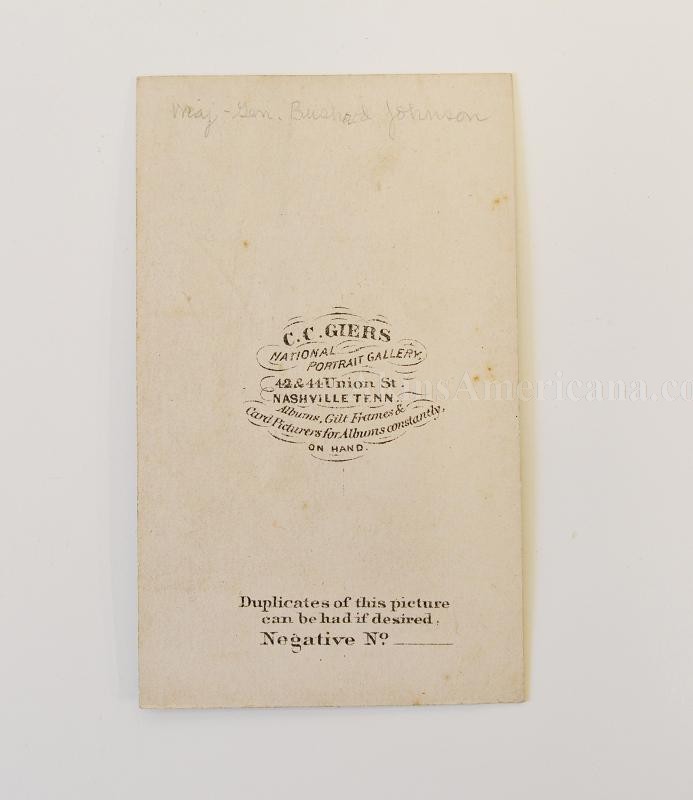 Maj-Gen. Bushrod Johnson
C.C. GIERS
NATIONAL
PORTRAIT GALLERY,
42 & 44 Union St.
NASHVILLE TENN.
Albums, Gilt Frames &
Card Picturers for Albums constantly,
ON HAND.
Duplicates of this picture
can be had if desired.
Negative No.